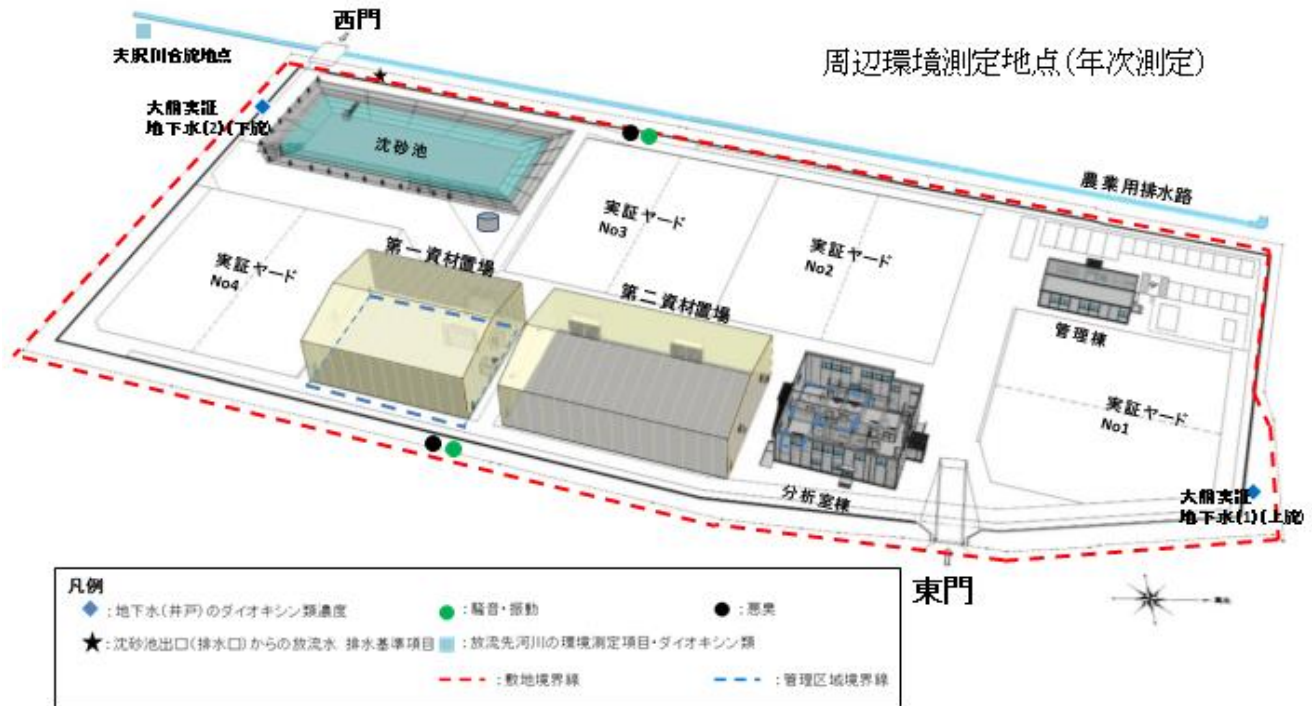 西門
夫沢川合流地点
周辺環境測定地点(年次測定)
大熊実証
地下水(2)(下流)
沈砂池
農業用排水路
実証ヤード
No3
実証ヤード
No2
実証ヤード
No4
第一資材置場
第二資材置場
管理棟
実証ヤード
No1
分析室棟
大熊実証
地下水(1)(上流)
東門
凡例
:地下水(井戸)のダイオキシン類濃度
:騒音・振動
:悪臭
:沈砂池出口(排水口)からの放流水 排水基準項目
:放流先河川の環境測定項目・ダイオキシン類
:敷地境界線
:管理区域境界線